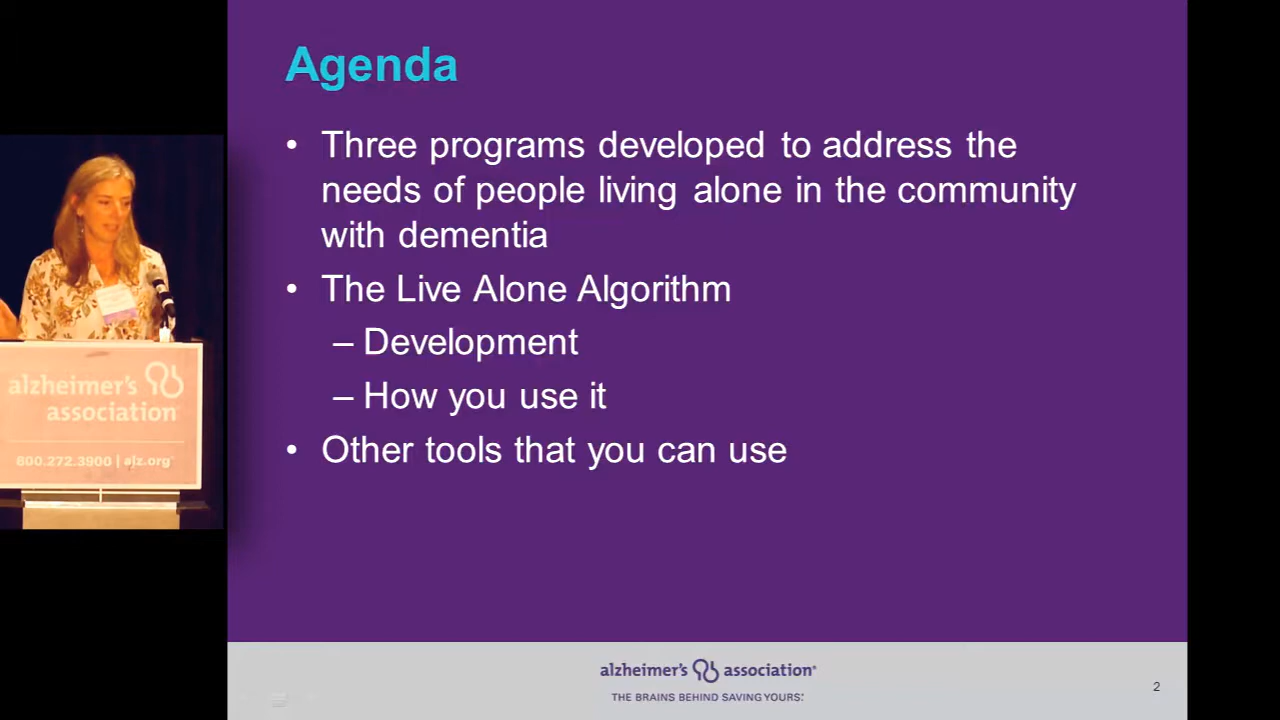 Agenda
• Three programs developed to address the
needs of people living alone in the community
with dementia
• The Live Alone Algorithm
– Development
– How you use it
• Other tools that you can use
alzheimer's
association®
800.272.3900 | alz.org®
alzheimer's association®
THE BRAINS BEHIND SAVING YOURS.™
2